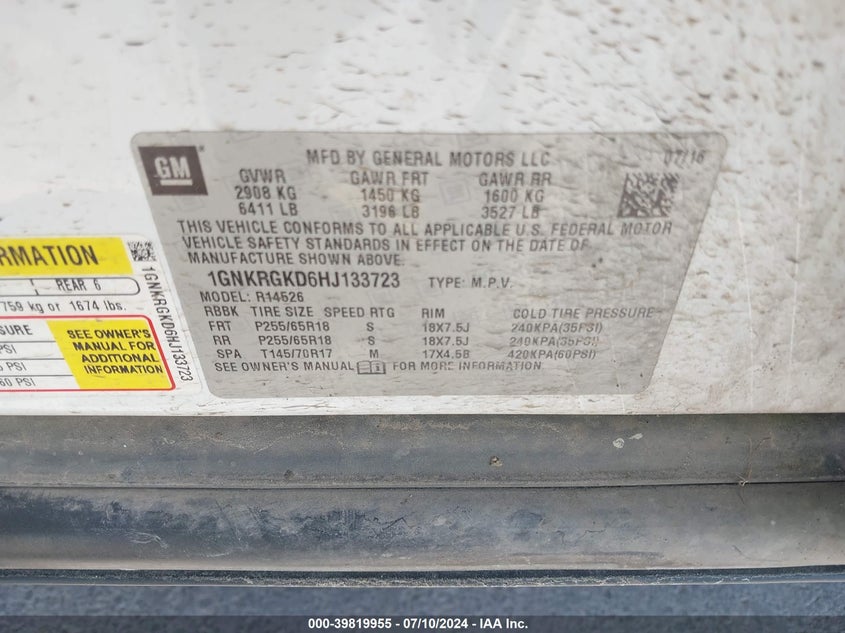 GM
MFD BY GENERAL MOTORS LLC 07/16
GVWR GAWR FRT GAWR RR
2908 KG 1450 KG 1600 KG
6411 LB 3196 LB 3527 LB
THIS VEHICLE CONFORMS TO ALL APPLICABLE U.S. FEDERAL MOTOR
VEHICLE SAFETY STANDARDS IN EFFECT ON THE DATE OF
MANUFACTURE SHOWN ABOVE.
1GNKRGKD6HJ133723 TYPE: M.P.V.
MODEL: R14526
RBBK TIRE SIZE SPEED RTG RIM COLD TIRE PRESSURE
FRT P255/65R18 S 18X7.5J 240KPA(35PSI)
RR P255/65R18 S 18X7.5J 240KPA(35PSI)
SPA T145/70R17 M 17X4.5B 420KPA(60PSI)
SEE OWNER'S MANUAL FOR MORE INFORMATION
ORMATION
REAR 6
759 kg or 1674 lbs.
SURE
PSI
PSI
60 PSI
SEE OWNER'S
MANUAL FOR
ADDITIONAL
INFORMATION
1GNKRGKD6HJ133723
000-39819955 - 07/10/2024 - IAA Inc.